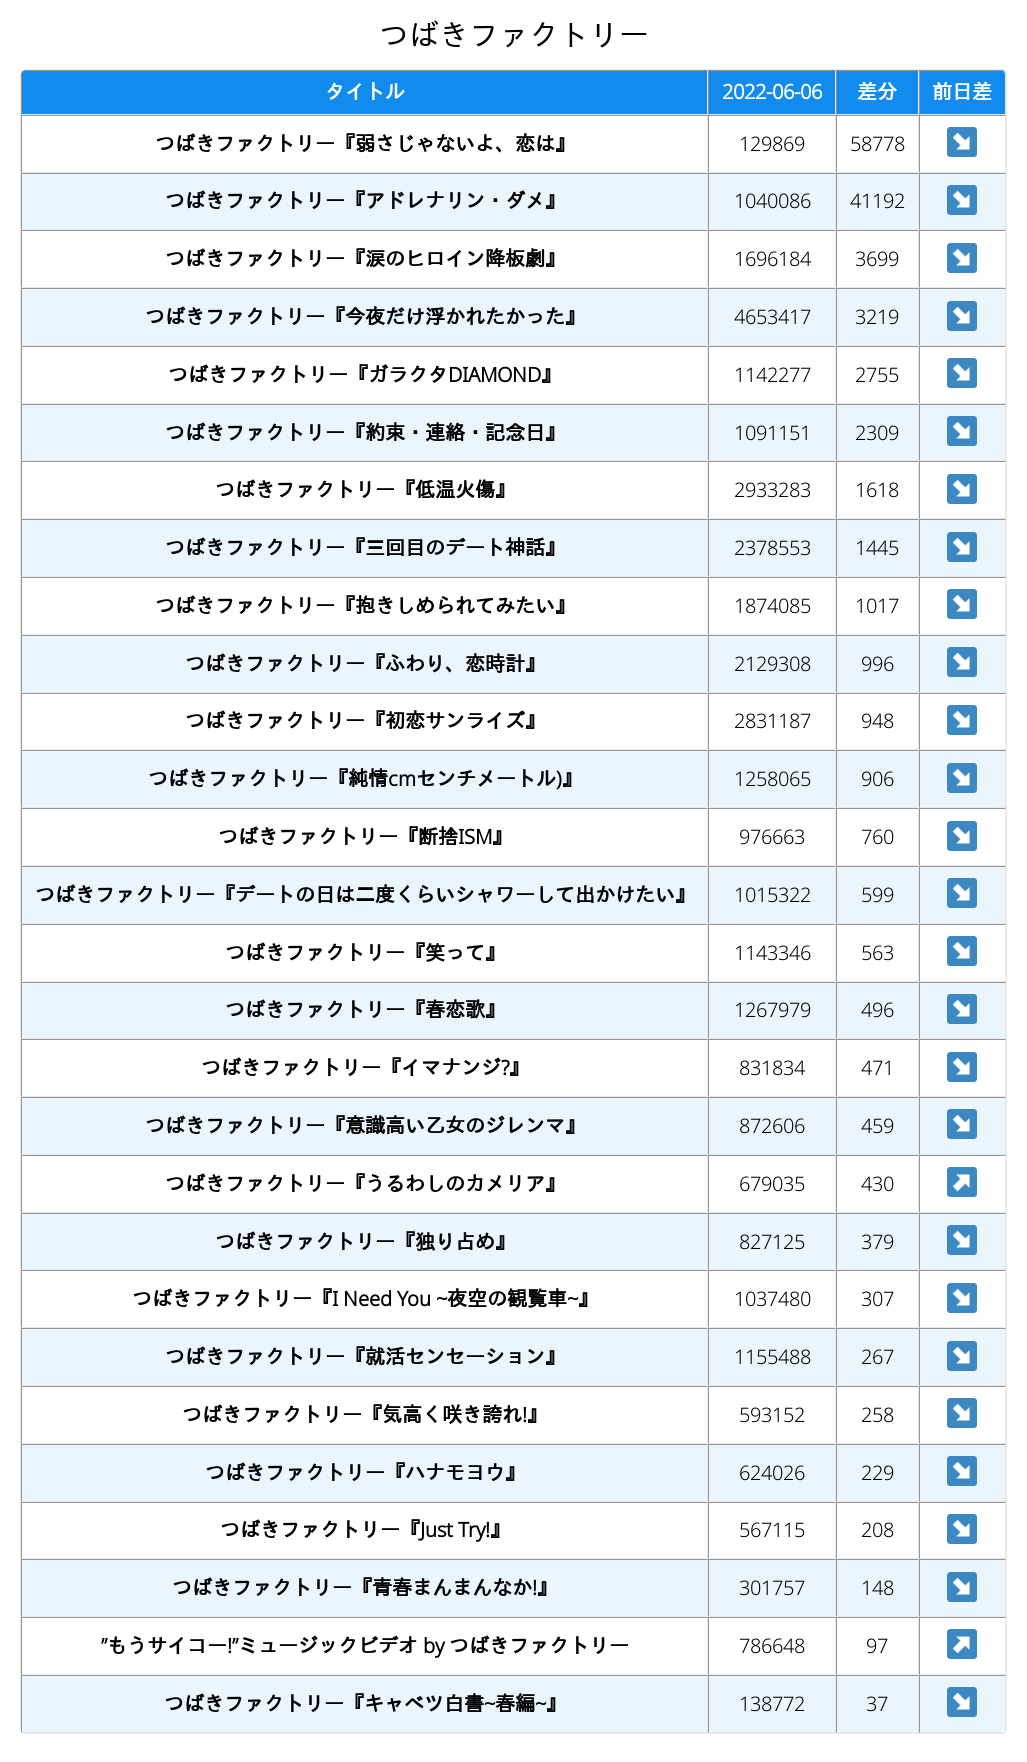 つばきファクトリー
タイトル 2022-06-06 差分 前日差
つばきファクトリー『弱さじゃないよ、恋は』 129869 58778 ↘
つばきファクトリー『アドレナリン・ダメ』 1040086 41192 ↘
つばきファクトリー『涙のヒロイン降板劇』 1696184 3699 ↘
つばきファクトリー『今夜だけ浮かれたかった』 4653417 3219 ↘
つばきファクトリー『ガラクタDIAMOND』 1142277 2755 ↘
つばきファクトリー『約束・連絡・記念日』 1091151 2309 ↘
つばきファクトリー『低温火傷』 2933283 1618 ↘
つばきファクトリー『三回目のデート神話』 2378553 1445 ↘
つばきファクトリー『抱きしめられてみたい』 1874085 1017 ↘
つばきファクトリー『ふわり、恋時計』 2129308 996 ↘
つばきファクトリー『初恋サンライズ』 2831187 948 ↘
つばきファクトリー『純情cmセンチメートル)』 1258065 906 ↘
つばきファクトリー『断捨ISM』 976663 760 ↘
つばきファクトリー『デートの日は二度くらいシャワーして出かけたい』 1015322 599 ↘
つばきファクトリー『笑って』 1143346 563 ↘
つばきファクトリー『春恋歌』 1267979 496 ↘
つばきファクトリー『イマナンジ?』 831834 471 ↘
つばきファクトリー『意識高い乙女のジレンマ』 872606 459 ↘
つばきファクトリー『うるわしのカメリア』 679035 430 ↗
つばきファクトリー『独り占め』 827125 379 ↘
つばきファクトリー『I Need You ~夜空の観覧車~』 1037480 307 ↘
つばきファクトリー『就活センセーション』 1155488 267 ↘
つばきファクトリー『気高く咲き誇れ!』 593152 258 ↘
つばきファクトリー『ハナモヨウ』 624026 229 ↘
つばきファクトリー『Just Try!』 567115 208 ↘
つばきファクトリー『青春まんまんなか!』 301757 148 ↘
”もうサイコー!”ミュージックビデオ by つばきファクトリー 786648 97 ↗
つばきファクトリー『キャベツ白書~春編~』 138772 37 ↘